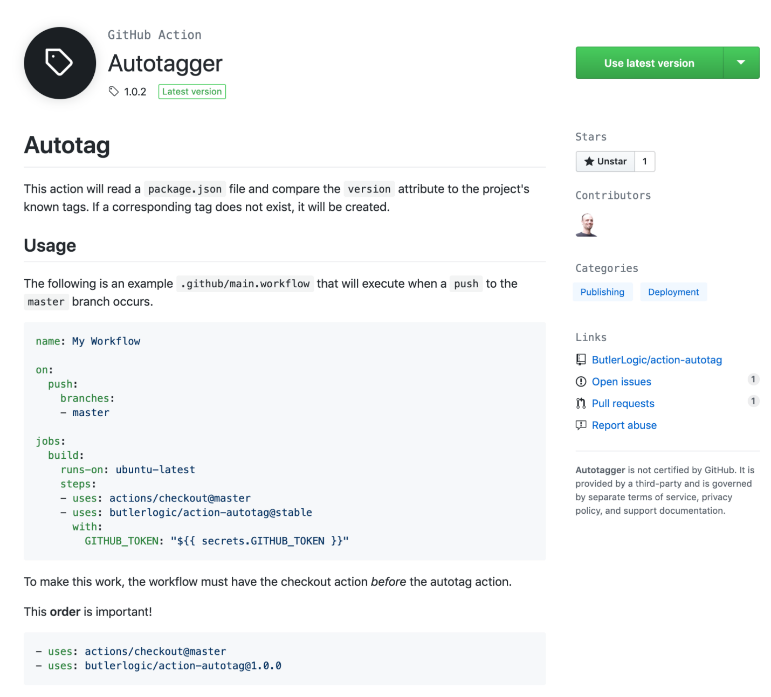 GitHub Action
Autotagger
1.0.2 Latest version
Use latest version
Autotag
This action will read a package.json file and compare the version attribute to the project's
known tags. If a corresponding tag does not exist, it will be created.
Usage
The following is an example .github/main.workflow that will execute when a push to the
master branch occurs.
name: My Workflow
on:
  push:
    branches:
    - master
jobs:
  build:
    runs-on: ubuntu-latest
    steps:
    - uses: actions/checkout@master
    - uses: butlerlogic/action-autotag@stable
      with:
        GITHUB_TOKEN: "${{ secrets.GITHUB_TOKEN }}"
To make this work, the workflow must have the checkout action before the autotag action.
This order is important!
- uses: actions/checkout@master
- uses: butlerlogic/action-autotag@1.0.0
Stars
Unstar 1
Contributors
Categories
Publishing Deployment
Links
ButlerLogic/action-autotag
Open issues 1
Pull requests 1
Report abuse
Autotagger is not certified by GitHub. It is
provided by a third-party and is governed
by separate terms of service, privacy
policy, and support documentation.